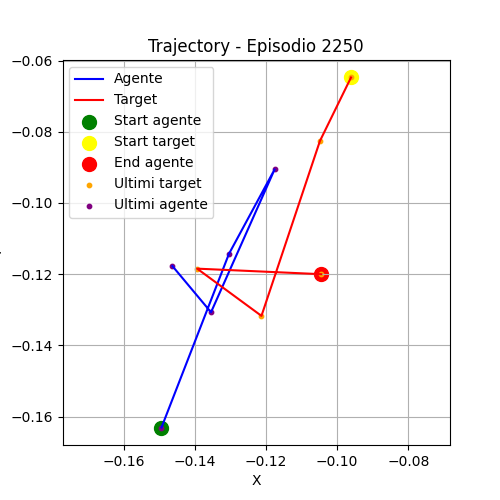 Trajectory - Episodio 2250
Agente
Target
Start agente
Start target
End agente
Ultimi target
Ultimi agente
−0.06
−0.08
−0.10
−0.12
−0.14
−0.16
−0.16
−0.14
−0.12
−0.10
−0.08
X